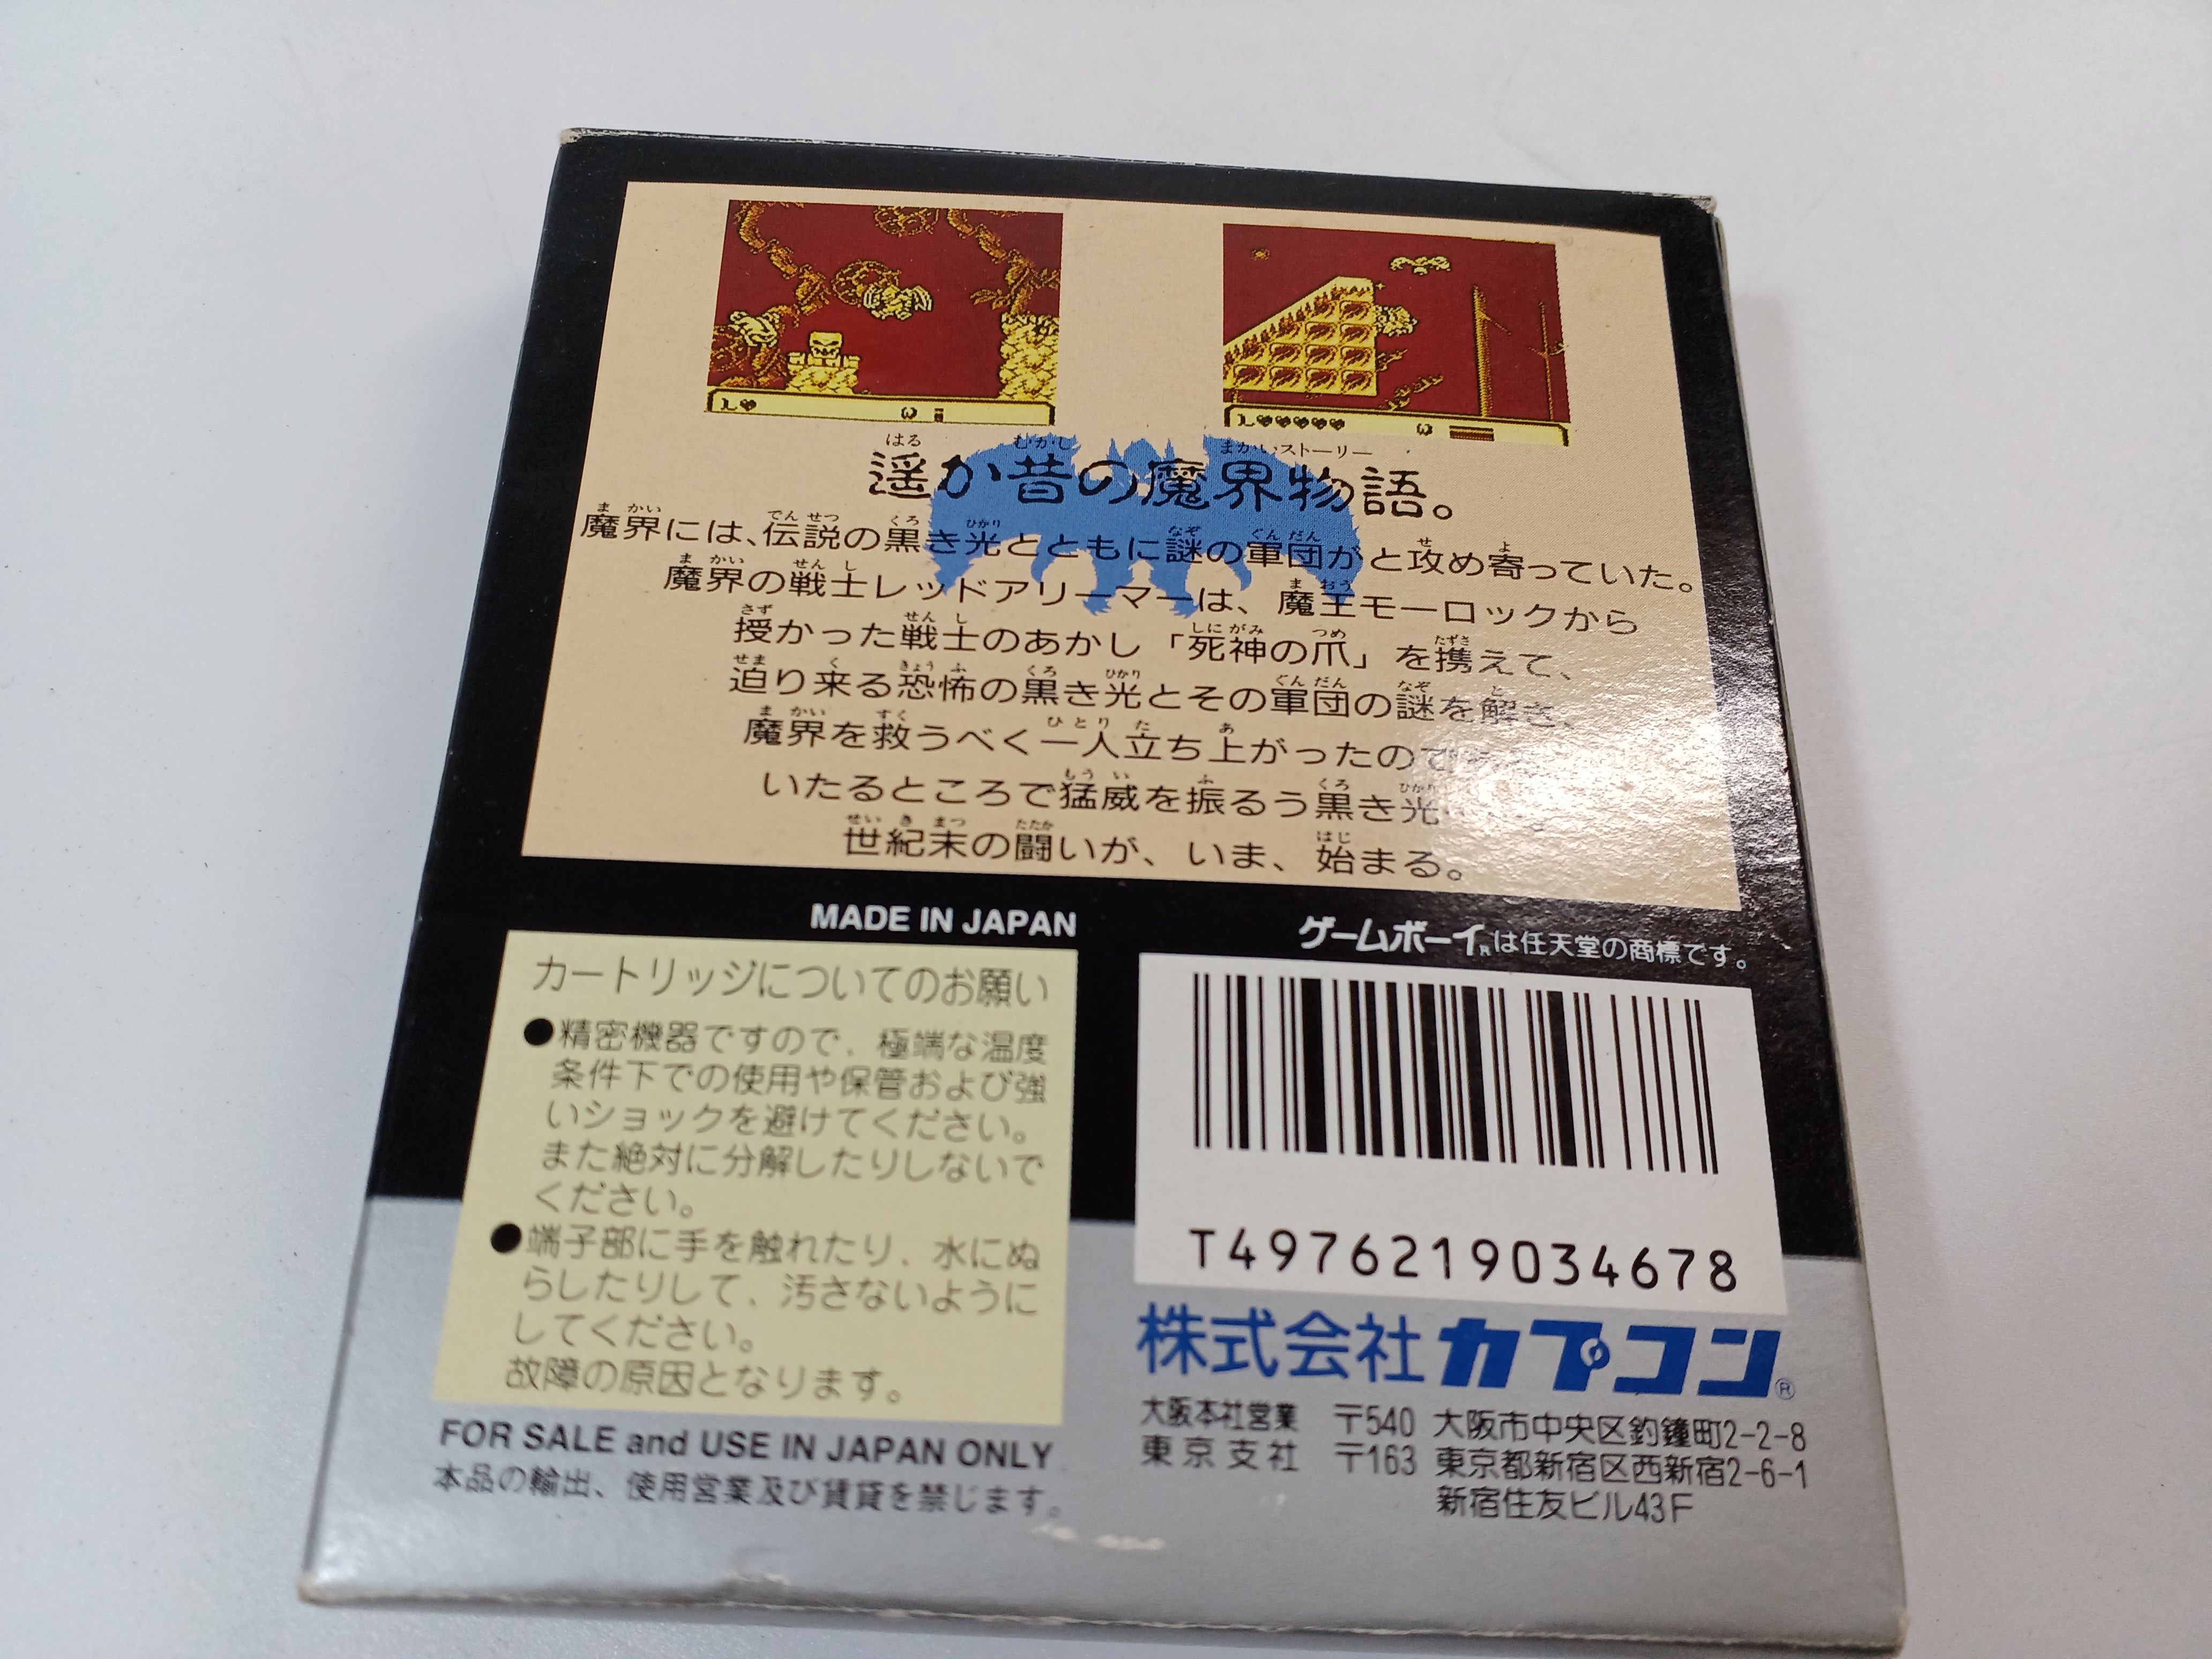 遥か昔の魔界物語。
魔界には、伝説の黒き光とともに謎の軍団がと攻め寄っていた。
魔界の戦士レッドアリーマーは、魔王モーロックから
授かった戦士のあかし「死神の爪」を携えて、
迫り来る恐怖の黒き光とその軍団の謎を解き、
魔界を救うべく一人立ち上がったので
いたるところで猛威を振るう黒き光
世紀末の闘いが、いま、始まる。
MADE IN JAPAN
ゲームボーイ®は任天堂の商標です。
カートリッジについてのお願い
●精密機器ですので、極端な温度
条件下での使用や保管および強
いショックを避けてください。
また絶対に分解したりしないで
ください。
●端子部に手を触れたり、水にぬ
らしたりして、汚さないように
してください。
故障の原因となります。
FOR SALE and USE IN JAPAN ONLY
本品の輸出、使用営業及び賃貸を禁じます。
T4976219034678
株式会社カプコン®
大阪本社営業 〒540 大阪市中央区釣鐘町2-2-8
東京支社 〒163 東京都新宿区西新宿2-6-1
新宿住友ビル43F